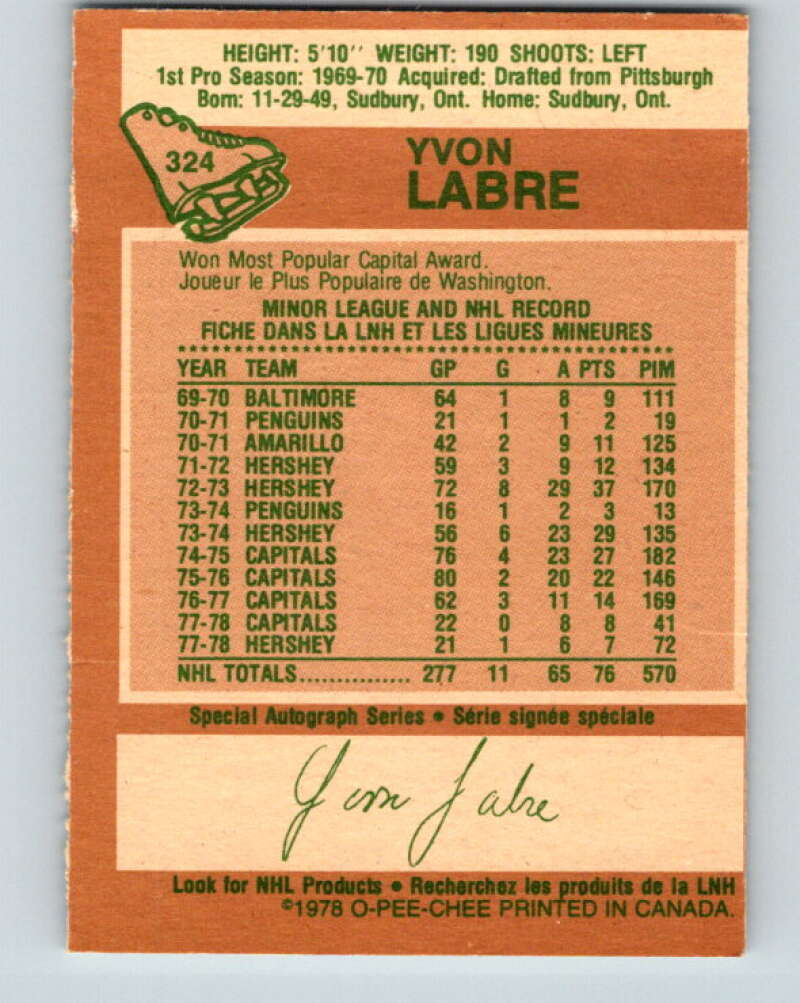 HEIGHT: 5'10'' WEIGHT: 190 SHOOTS: LEFT
1st Pro Season: 1969-70 Acquired: Drafted from Pittsburgh
Born: 11-29-49, Sudbury, Ont. Home: Sudbury, Ont.
324
YVON
LABRE
Won Most Popular Capital Award.
Joueur le Plus Populaire de Washington.
MINOR LEAGUE AND NHL RECORD
FICHE DANS LA LNH ET LES LIGUES MINEURES
YEAR TEAM GP G A PTS PIM
69-70 BALTIMORE 64 1 8 9 111
70-71 PENGUINS 21 1 1 2 19
70-71 AMARILLO 42 2 9 11 125
71-72 HERSHEY 59 3 9 12 134
72-73 HERSHEY 72 8 29 37 170
73-74 PENGUINS 16 1 2 3 13
73-74 HERSHEY 56 6 23 29 135
74-75 CAPITALS 76 4 23 27 182
75-76 CAPITALS 80 2 20 22 146
76-77 CAPITALS 62 3 11 14 169
77-78 CAPITALS 22 0 8 8 41
77-78 HERSHEY 21 1 6 7 72
NHL TOTALS............... 277 11 65 76 570
Special Autograph Series • Série signée spéciale
Yvon Labre
Look for NHL Products • Recherchez les produits de la LNH
©1978 O-PEE-CHEE PRINTED IN CANADA.